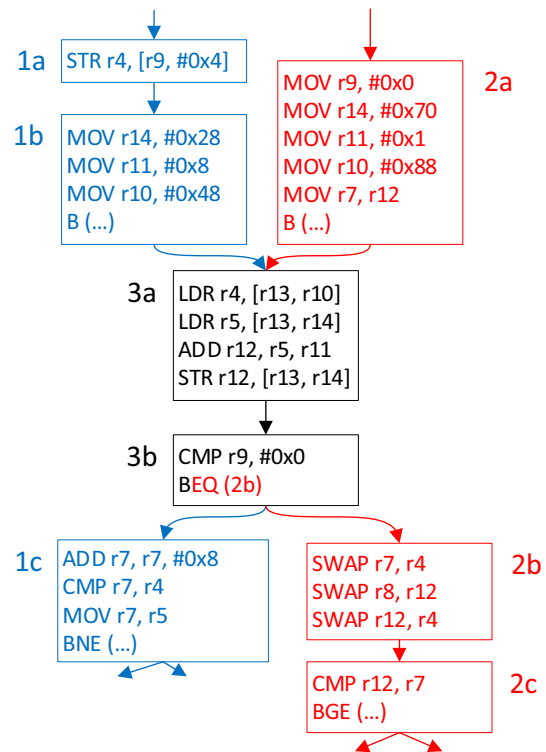 1a
STR r4, [r9, #0x4]
1b
MOV r14, #0x28
MOV r11, #0x8
MOV r10, #0x48
B (...)
2a
MOV r9, #0x0
MOV r14, #0x70
MOV r11, #0x1
MOV r10, #0x88
MOV r7, r12
B (...)
3a
LDR r4, [r13, r10]
LDR r5, [r13, r14]
ADD r12, r5, r11
STR r12, [r13, r14]
3b
CMP r9, #0x0
BEQ (2b)
1c
ADD r7, r7, #0x8
CMP r7, r4
MOV r7, r5
BNE (...)
2b
SWAP r7, r4
SWAP r8, r12
SWAP r12, r4
2c
CMP r12, r7
BGE (...)